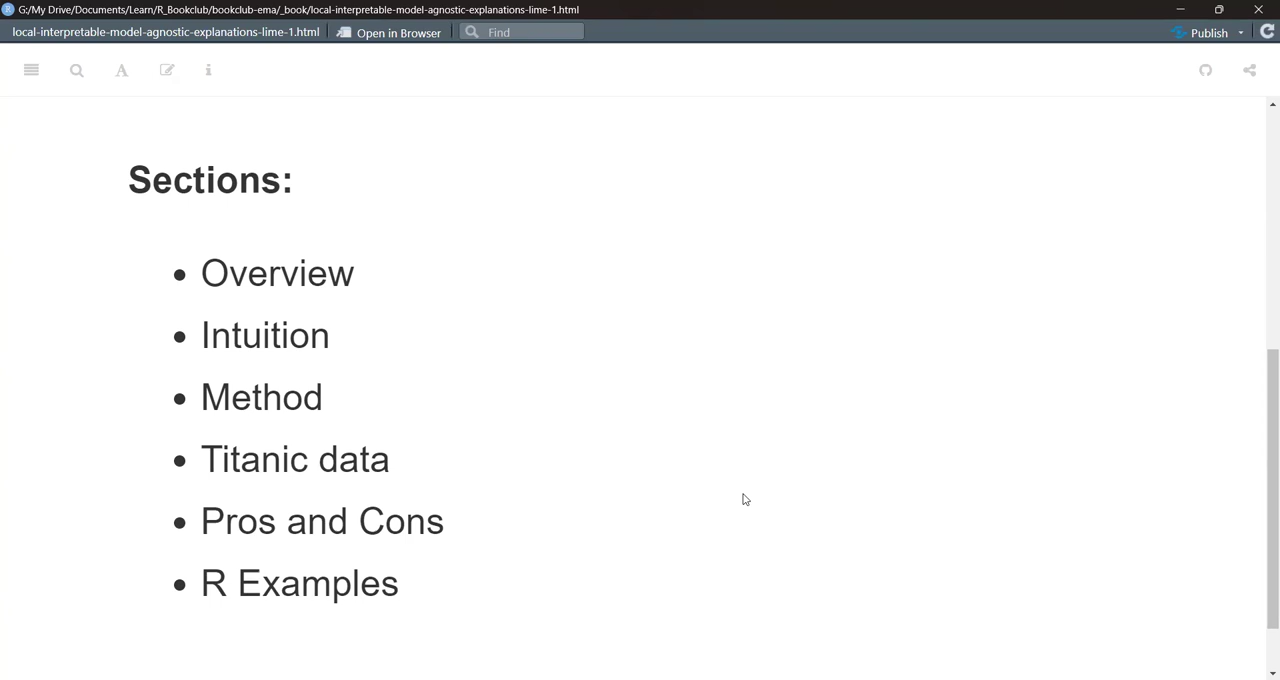 G:/My Drive/Documents/Learn/R_Bookclub/bookclub-ema/_book/local-interpretable-model-agnostic-explanations-lime-1.html
local-interpretable-model-agnostic-explanations-lime-1.html Open in Browser Find Publish
Sections:
Overview
Intuition
Method
Titanic data
Pros and Cons
R Examples